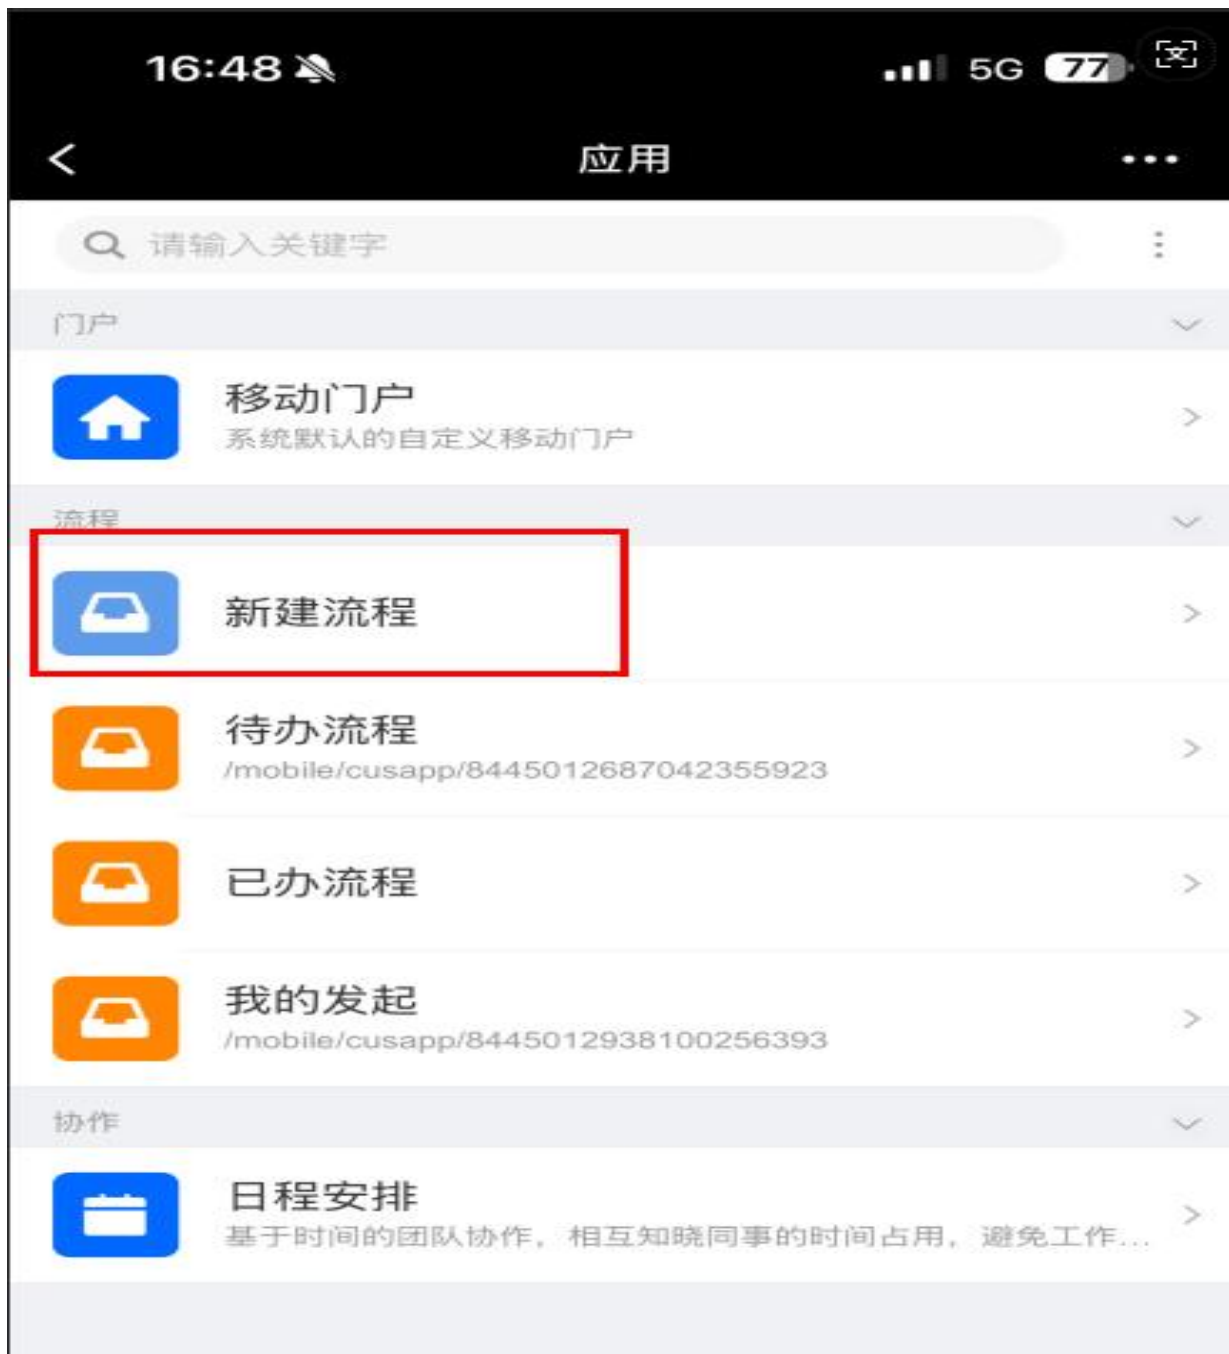 16:48
5G 77
应用
请输入关键字
门户
移动门户
系统默认的自定义移动门户
流程
新建流程
待办流程
/mobile/cusapp/8445012687042355923
已办流程
我的发起
/mobile/cusapp/8445012938100256393
协作
日程安排
基于时间的团队协作，相互知晓同事的时间占用，避免工作...